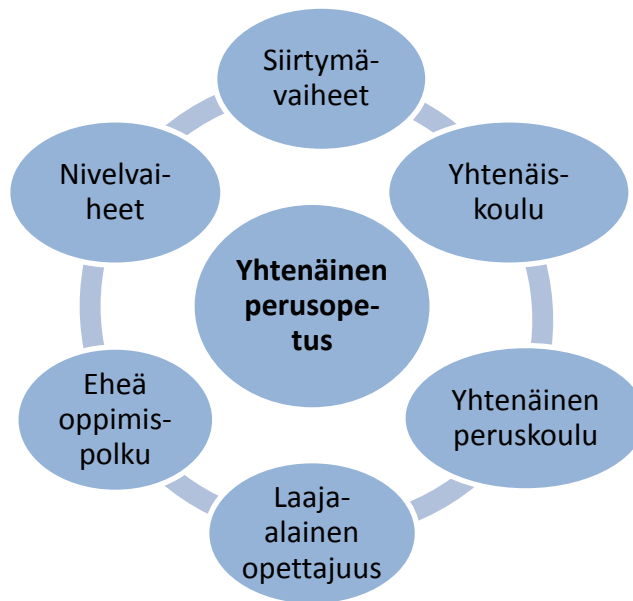 Siirtymä-
vaiheet
Yhtenäis-
koulu
Yhtenäinen
peruskoulu
Laaja-
alainen
opettajuus
Eheä
oppimis-
polku
Nivelvai-
heet
Yhtenäinen
perusope-
tus